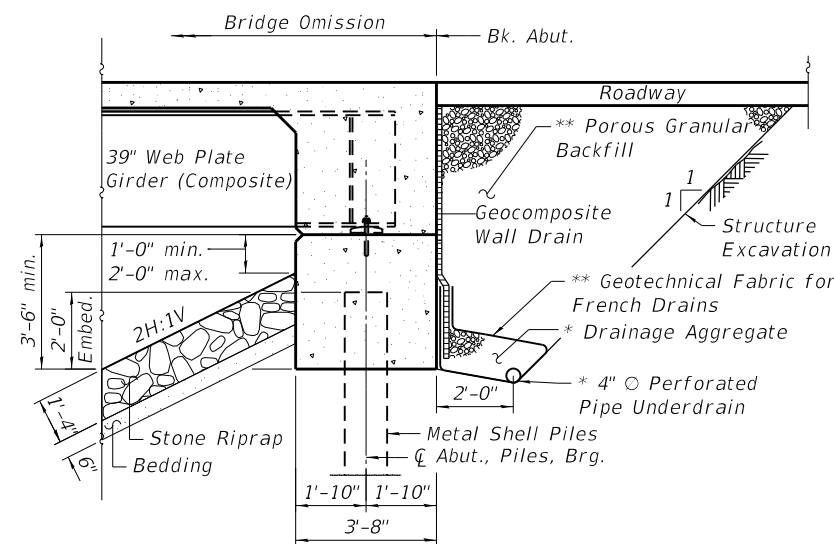 Bridge Omission
Bk. Abut.
Roadway
** Porous Granular
Backfill
39" Web Plate
Girder (Composite)
1
1
Geocomposite
Wall Drain
Structure
Excavation
1'-0" min.
2'-0" max.
** Geotechnical Fabric for
French Drains
3'-6" min.
2'-0"
Embed.
2H:1V
* Drainage Aggregate
2'-0"
* 4" ∅ Perforated
Pipe Underdrain
1'-4"
6"
Stone Riprap
Bedding
Metal Shell Piles
℄ Abut., Piles, Brg.
1'-10"
1'-10"
3'-8"